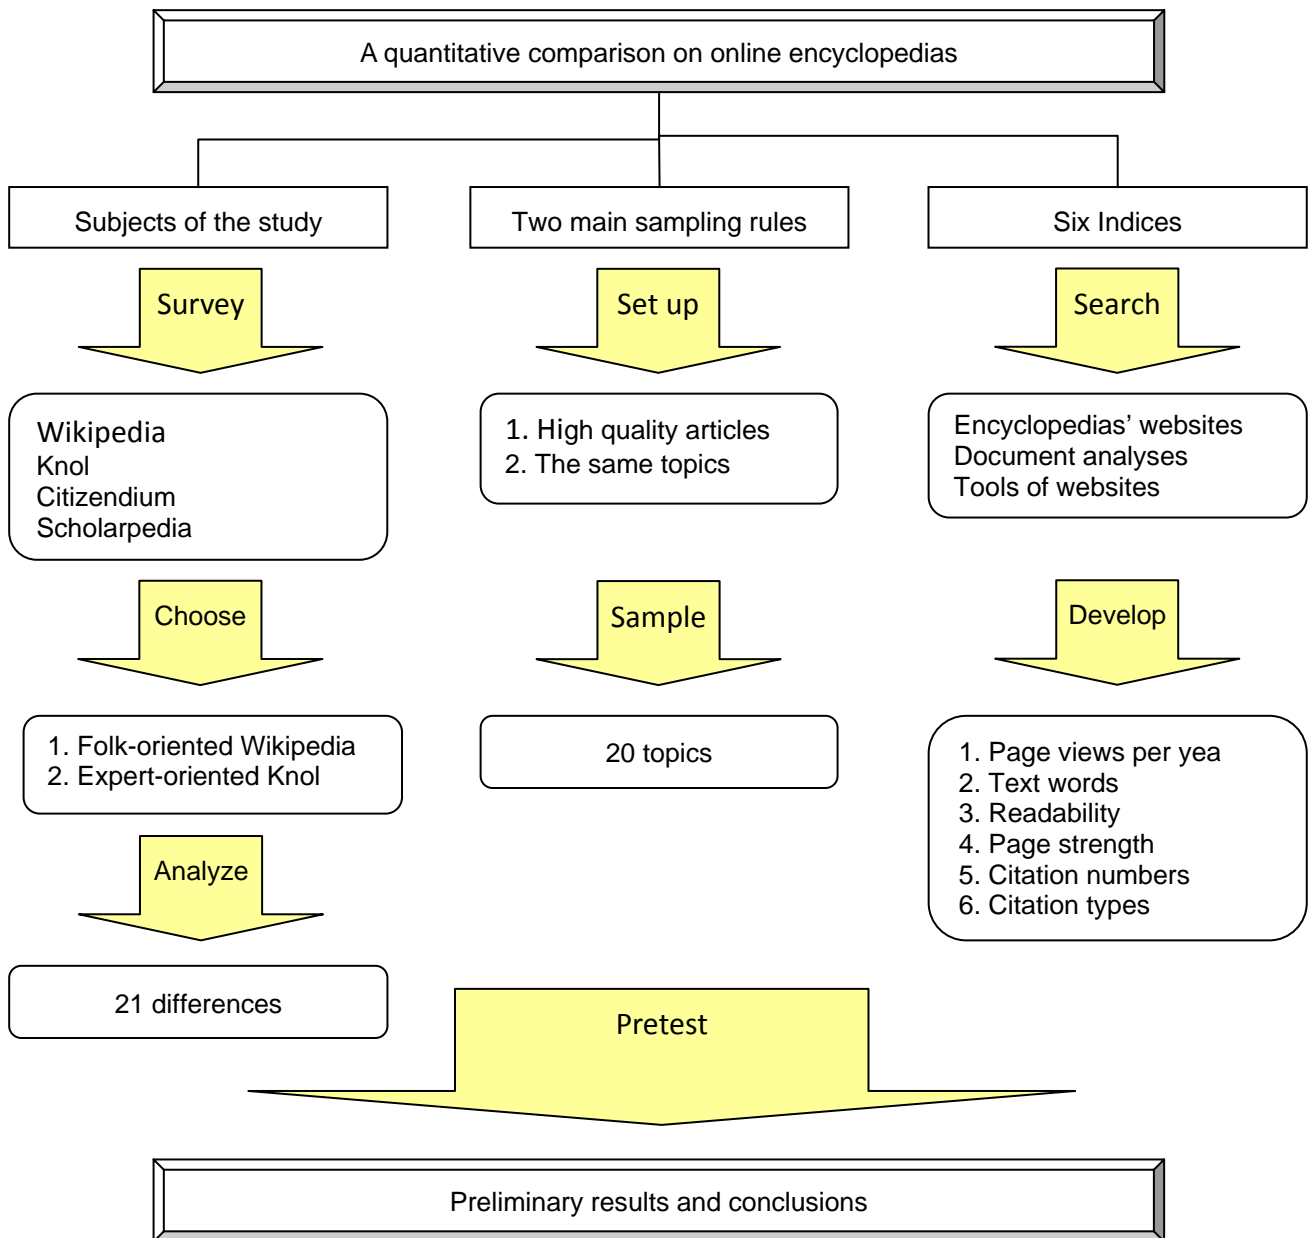 A quantitative comparison on online encyclopedias
Subjects of the study
Two main sampling rules
Six Indices
Survey
Set up
Search
Wikipedia
Knol
Citizendium
Scholarpedia
1. High quality articles
2. The same topics
Encyclopedias’ websites
Document analyses
Tools of websites
Choose
Sample
Develop
1. Folk-oriented Wikipedia
2. Expert-oriented Knol
20 topics
1. Page views per yea
2. Text words
3. Readability
4. Page strength
5. Citation numbers
6. Citation types
Analyze
21 differences
Pretest
Preliminary results and conclusions